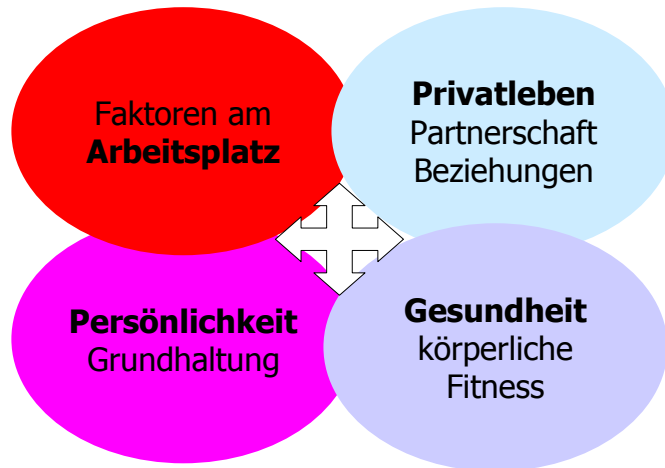 Faktoren am
Arbeitsplatz
Privatleben
Partnerschaft
Beziehungen
Persönlichkeit
Grundhaltung
Gesundheit
körperliche
Fitness